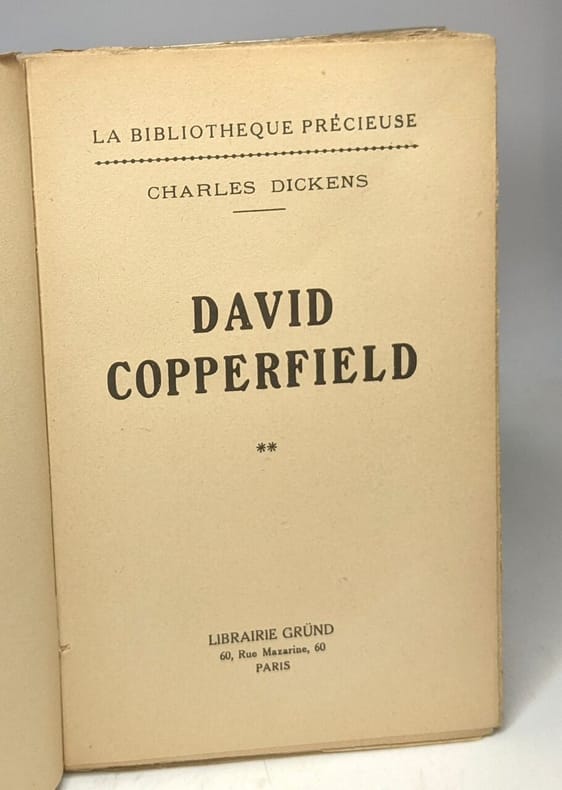 LA BIBLIOTHEQUE PRÉCIEUSE
CHARLES DICKENS
DAVID
COPPERFIELD
**
LIBRAIRIE GRÜND
60, Rue Mazarine, 60
PARIS